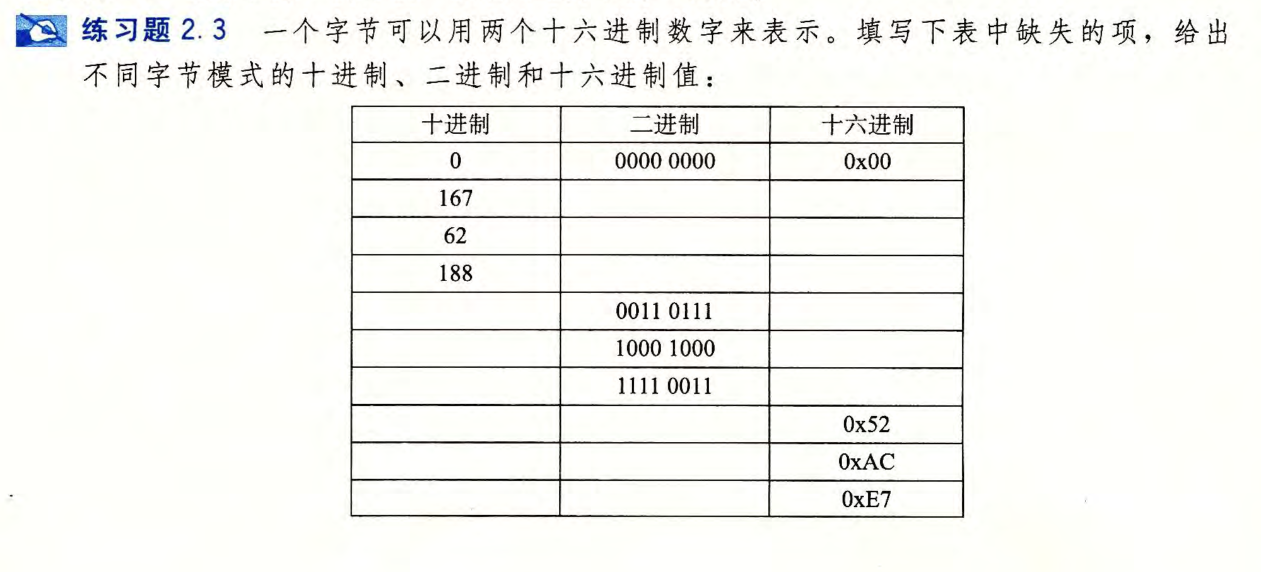 练习题 2.3 一个字节可以用两个十六进制数字来表示。填写下表中缺失的项，给出
不同字节模式的十进制、二进制和十六进制值：
十进制 二进制 十六进制
0 0000 0000 0x00
167
62
188
0011 0111
1000 1000
1111 0011
0x52
0xAC
0xE7